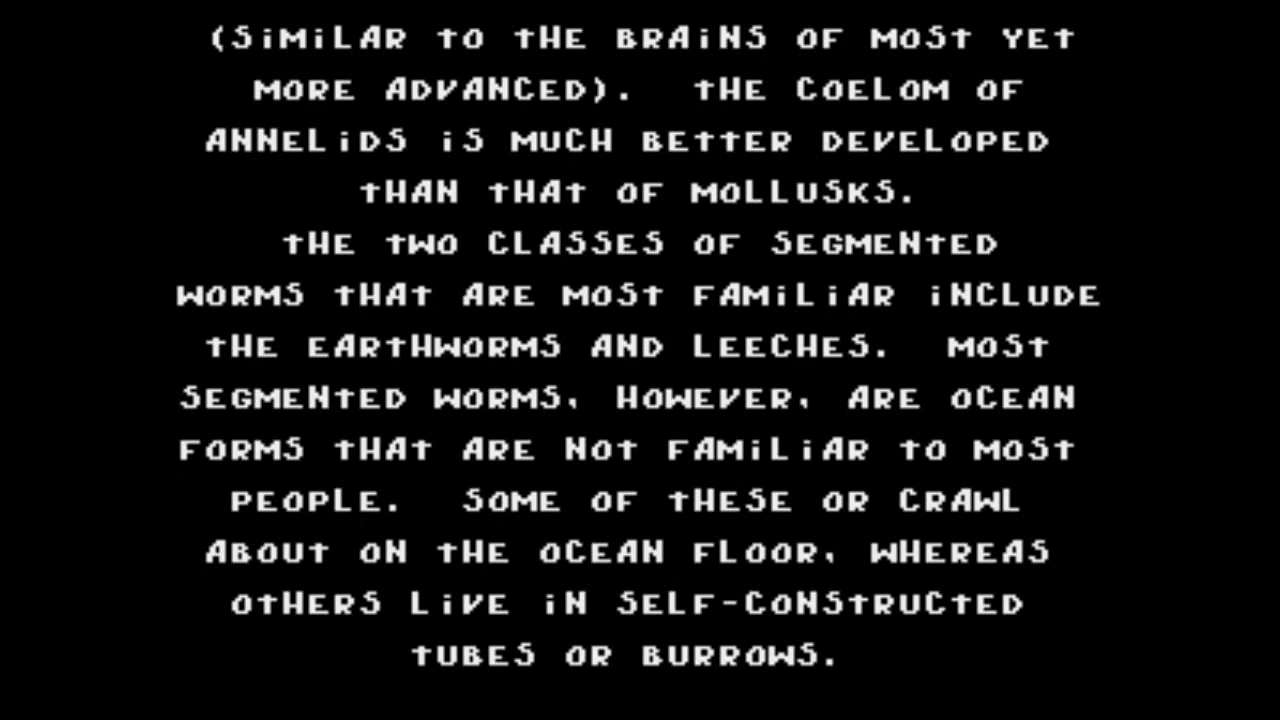 (SiMiLAR tO tHE BRAiNS OF MOSt YEt
MORE ADVANCED).  tHE COELOM OF
ANNELiDS iS MUCH BEttER DEVELOPED
tHAN tHAt OF MOLLUSKS.
tHE tWO CLASSES OF SEGMENtED
WORMS tHAt ARE MOSt FAMiLiAR iNCLUDE
tHE EARtHWORMS AND LEECHES.  MOSt
SEGMENtED WORMS, HOWEVER, ARE OCEAN
FORMS tHAt ARE NOt FAMiLiAR tO MOSt
PEOPLE.  SOME OF tHESE OR CRAWL
ABOUt ON tHE OCEAN FLOOR, WHEREAS
OtHERS LiVE iN SELF-CONStRUCtED
tUBES OR BURROWS.